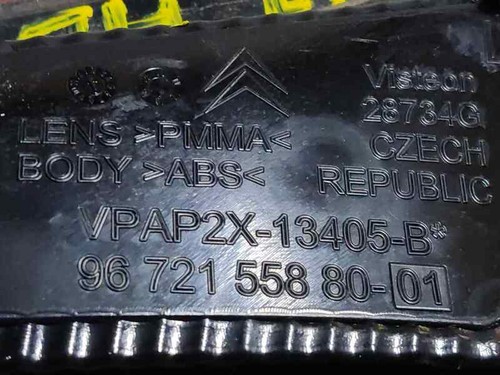 Visteon
28734G
LENS >PMMA<
CZECH
BODY >ABS<
REPUBLIC
VPAP2X-13405-B*
96 721 558 80-01